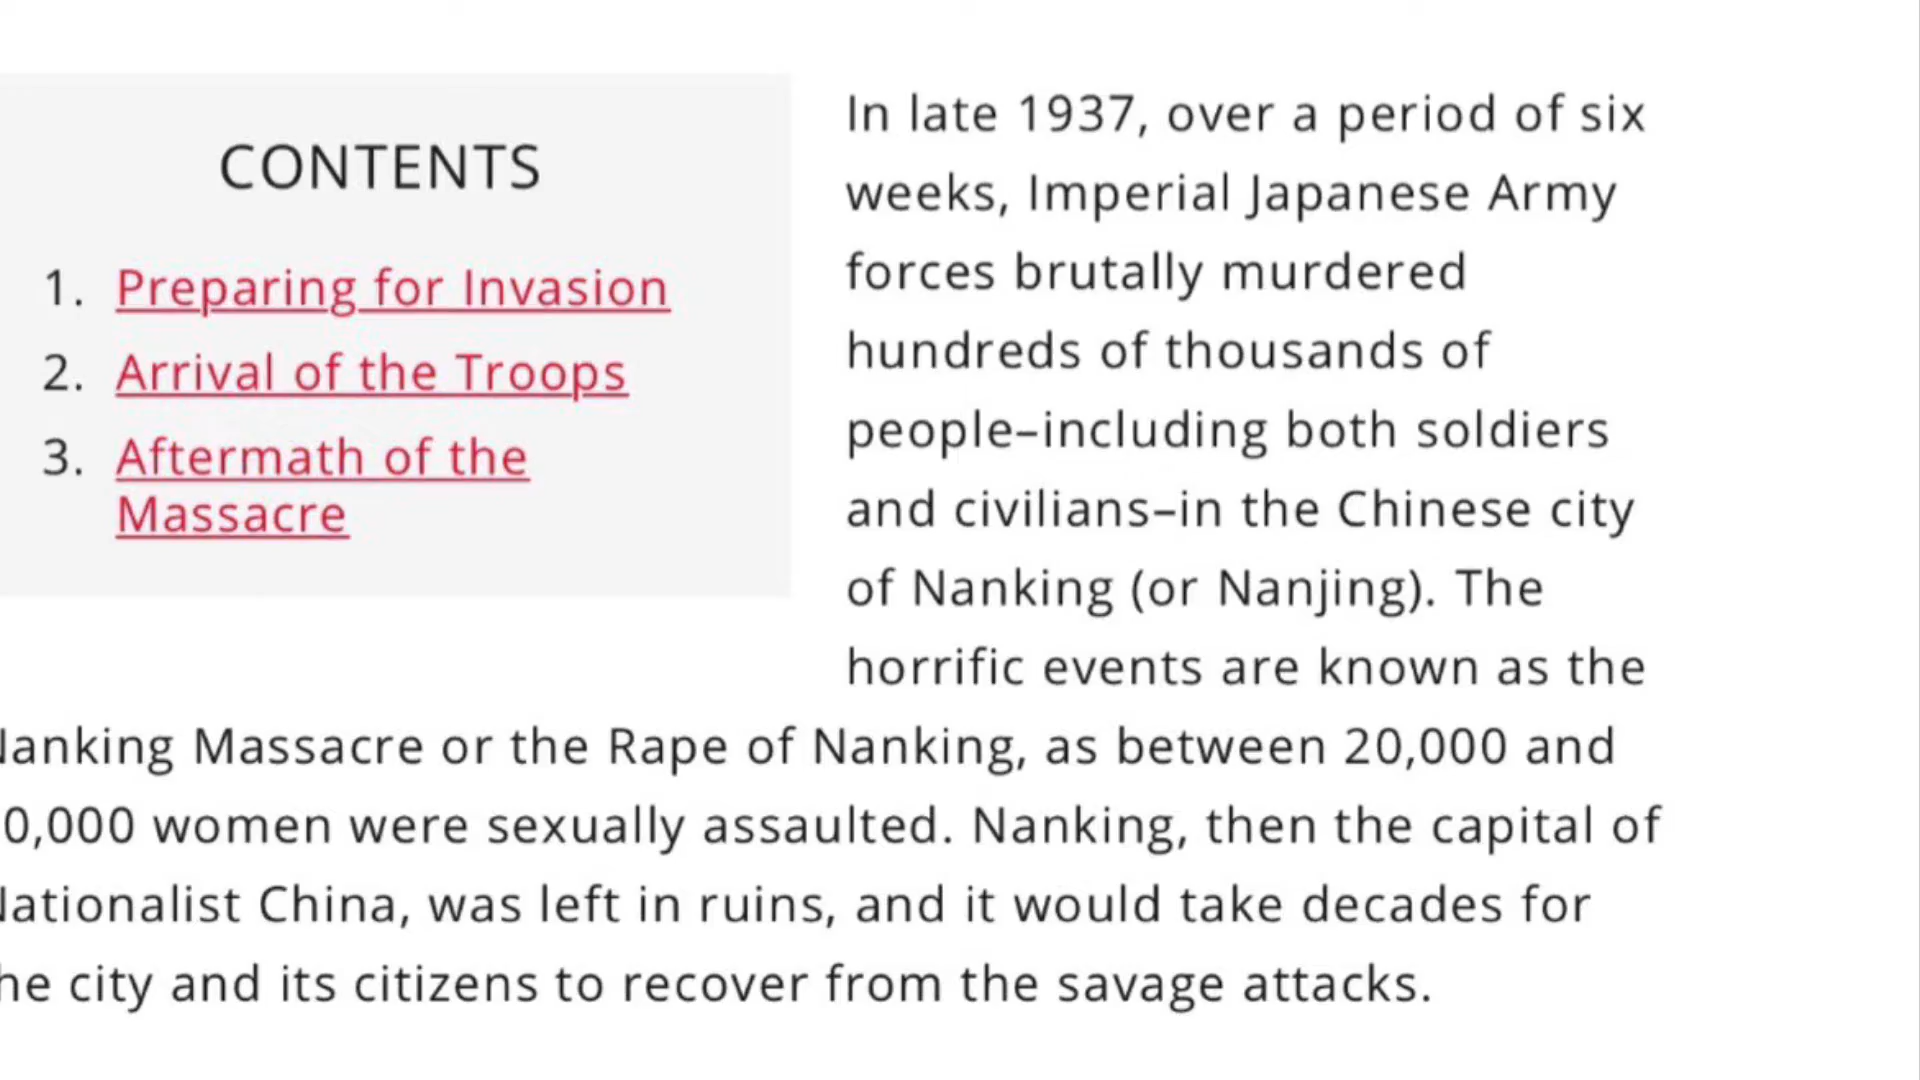 CONTENTS
1. Preparing for Invasion
2. Arrival of the Troops
3. Aftermath of the
Massacre
In late 1937, over a period of six
weeks, Imperial Japanese Army
forces brutally murdered
hundreds of thousands of
people–including both soldiers
and civilians–in the Chinese city
of Nanking (or Nanjing). The
horrific events are known as the
Nanking Massacre or the Rape of Nanking, as between 20,000 and
0,000 women were sexually assaulted. Nanking, then the capital of
Nationalist China, was left in ruins, and it would take decades for
he city and its citizens to recover from the savage attacks.